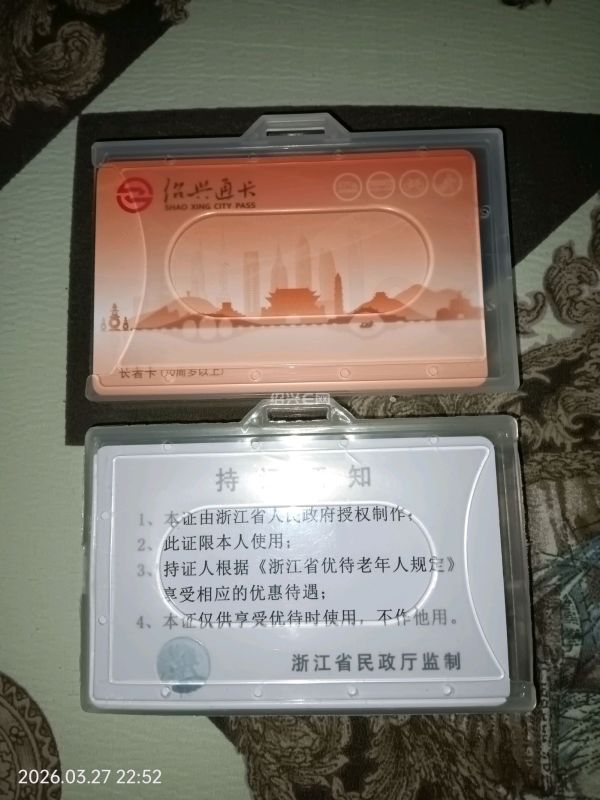 绍兴通卡
SHAO XING CITY PASS
长者卡(70周岁以上)
绍兴E网
持证须知
1、本证由浙江省人民政府授权制作;
2、此证限本人使用;
3、持证人根据《浙江省优待老年人规定》
享受相应的优惠待遇;
4、本证仅供享受优待时使用，不作他用。
浙江省民政厅监制
2026.03.27 22:52